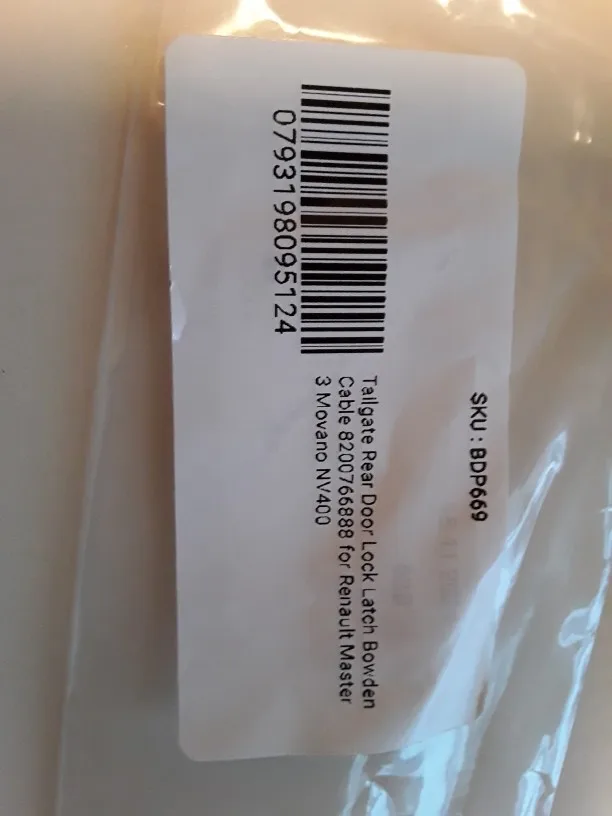 SKU : BDP669
0793198095124
Tailgate Rear Door Lock Latch Bowden
Cable 8200766888 for Renault Master
3 Movano NV400